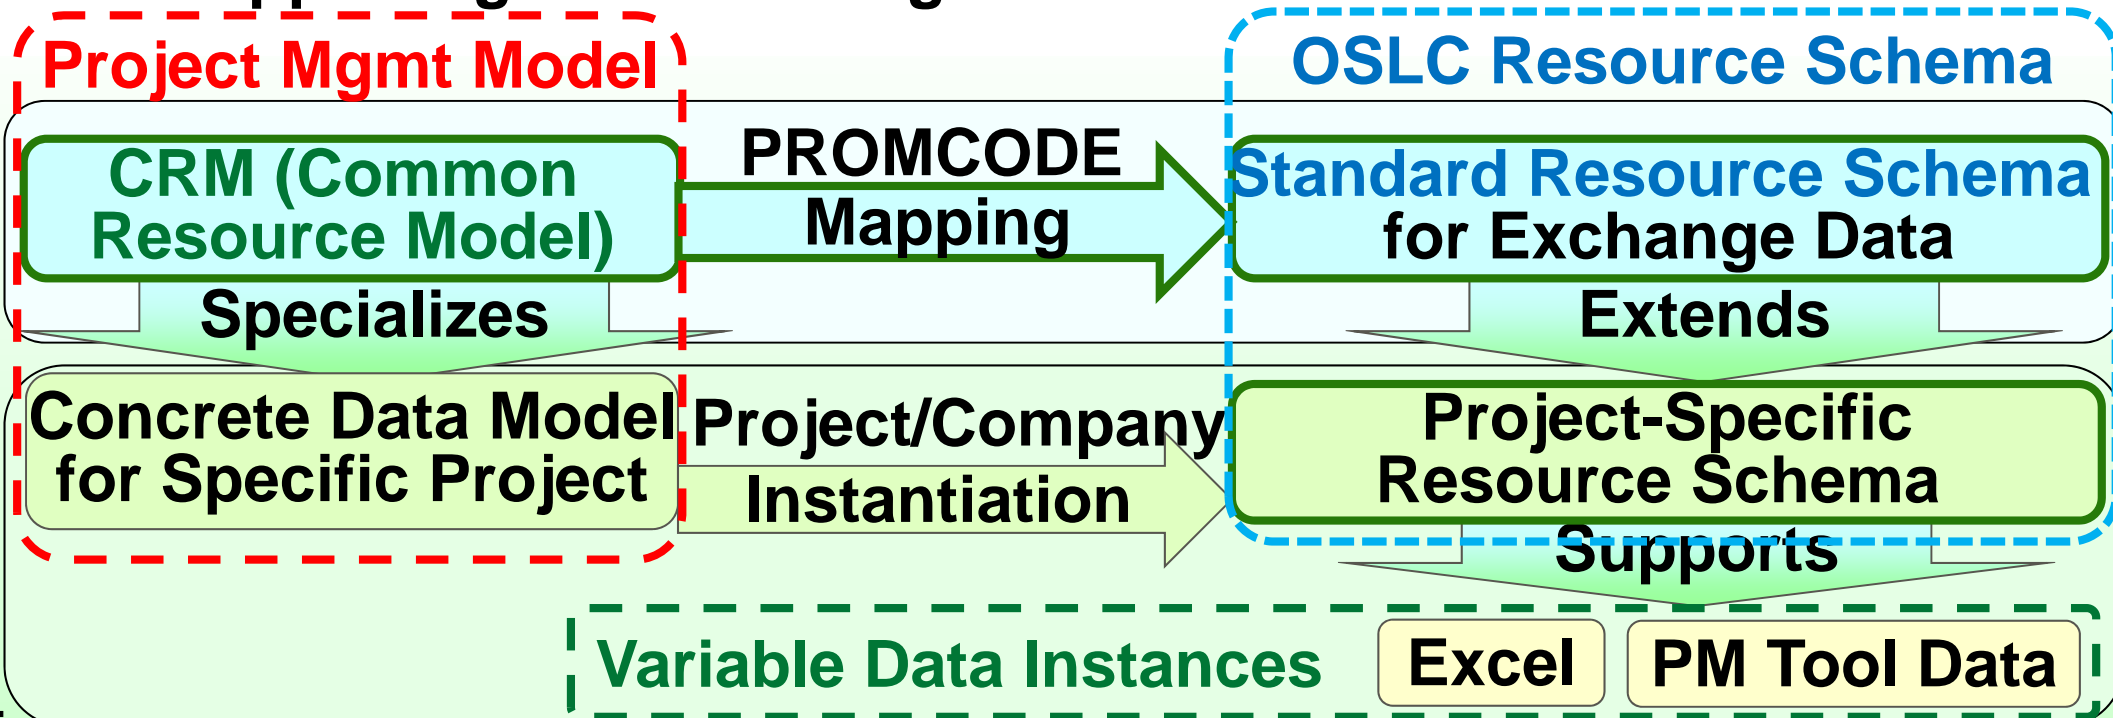 Project Mgmt Model
OSLC Resource Schema
CRM (Common
Resource Model)
PROMCODE
Mapping
Standard Resource Schema
for Exchange Data
Specializes
Extends
Concrete Data Model
for Specific Project
Project/Company
Instantiation
Project-Specific
Resource Schema
Supports
Variable Data Instances
Excel
PM Tool Data